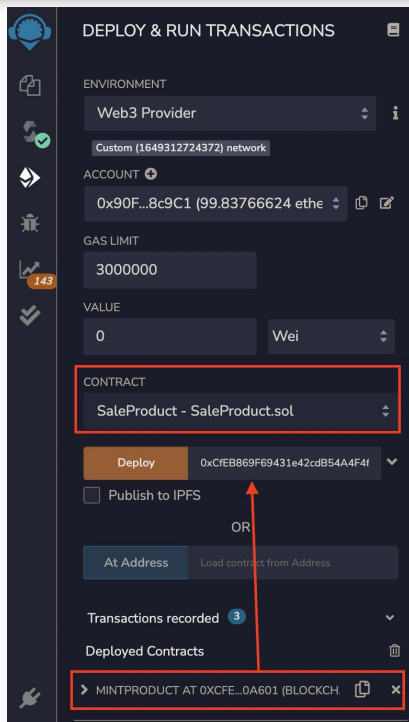 DEPLOY & RUN TRANSACTIONS
ENVIRONMENT
Web3 Provider
Custom (1649312724372) network
ACCOUNT
0x90F...8c9C1 (99.83766624 ethe
GAS LIMIT
3000000
VALUE
0 Wei
CONTRACT
SaleProduct - SaleProduct.sol
Deploy 0xCfEB869F69431e42cdB54A4F4f
Publish to IPFS
OR
At Address Load contract from Address
Transactions recorded 3
Deployed Contracts
MINTPRODUCT AT 0XCFE...0A601 (BLOCKCH.
143